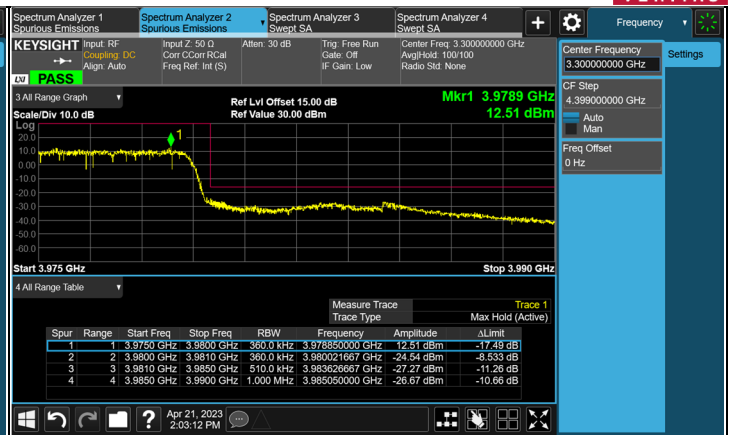 Spectrum Analyzer 1
Spurious Emissions
Spectrum Analyzer 2
Spurious Emissions
Spectrum Analyzer 3
Swept SA
Spectrum Analyzer 4
Swept SA
Frequency
KEYSIGHT
Input: RF
Coupling: DC
Align: Auto
Input Z: 50 Ω
Corr CCorr RCal
Freq Ref: Int (S)
Atten: 30 dB
Trig: Free Run
Gate: Off
IF Gain: Low
Center Freq: 3.300000000 GHz
Avg|Hold: 100/100
Radio Std: None
LXI PASS
Center Frequency
3.300000000 GHz
Settings
CF Step
4.399000000 GHz
Auto
Man
Freq Offset
0 Hz
3 All Range Graph
Scale/Div 10.0 dB
Ref Lvl Offset 15.00 dB
Ref Value 30.00 dBm
Mkr1 3.9789 GHz
12.51 dBm
Log
20.0
10.0
0.00
-10.0
-20.0
-30.0
-40.0
-50.0
-60.0
1
Start 3.975 GHz
Stop 3.990 GHz
4 All Range Table
Measure Trace Trace 1
Trace Type Max Hold (Active)
Spur Range Start Freq Stop Freq RBW Frequency Amplitude ΔLimit
1 1 3.9750 GHz 3.9800 GHz 360.0 kHz 3.978850000 GHz 12.51 dBm -17.49 dB
2 2 3.9800 GHz 3.9810 GHz 360.0 kHz 3.980021667 GHz -24.54 dBm -8.533 dB
3 3 3.9810 GHz 3.9850 GHz 510.0 kHz 3.983626667 GHz -27.27 dBm -11.26 dB
4 4 3.9850 GHz 3.9900 GHz 1.000 MHz 3.985050000 GHz -26.67 dBm -10.66 dB
Apr 21, 2023
2:03:12 PM